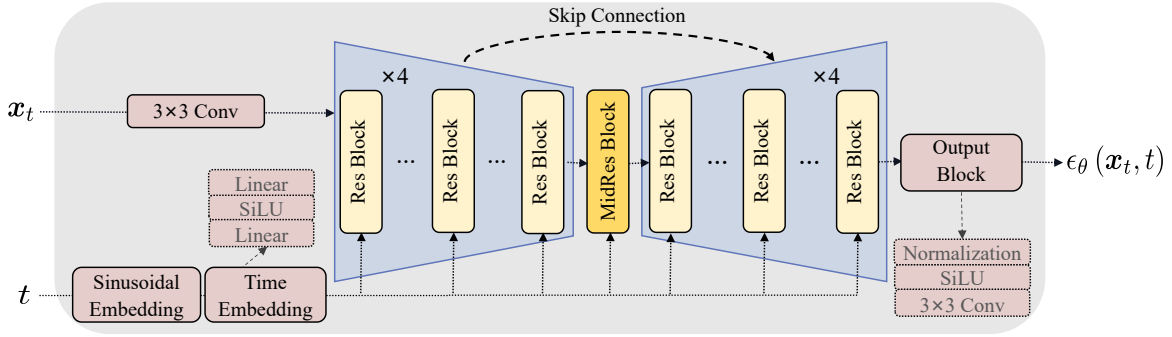 Skip Connection
×4
×4
x_t
3×3 Conv
Res Block
...
Res Block
...
Res Block
MidRes Block
Res Block
...
Res Block
...
Res Block
Output
Block
ϵ_θ (x_t, t)
Linear
SiLU
Linear
Normalization
SiLU
3×3 Conv
t
Sinusoidal
Embedding
Time
Embedding